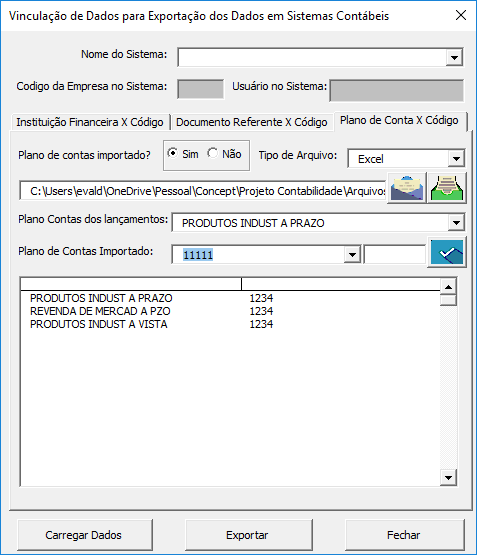 Vinculação de Dados para Exportação dos Dados em Sistemas Contábeis
Nome do Sistema:
Codigo da Empresa no Sistema: Usuário no Sistema:
Instituição Financeira X Código Documento Referente X Código Plano de Conta X Código
Plano de contas importado? Sim Não Tipo de Arquivo: Excel
C:\Users\evald\OneDrive\Pessoal\Concept\Projeto Contabilidade\Arquivos
Plano Contas dos lançamentos: PRODUTOS INDUST A PRAZO
Plano de Contas Importado: 11111
PRODUTOS INDUST A PRAZO 1234
REVENDA DE MERCAD A PZO 1234
PRODUTOS INDUST A VISTA 1234
Carregar Dados Exportar Fechar